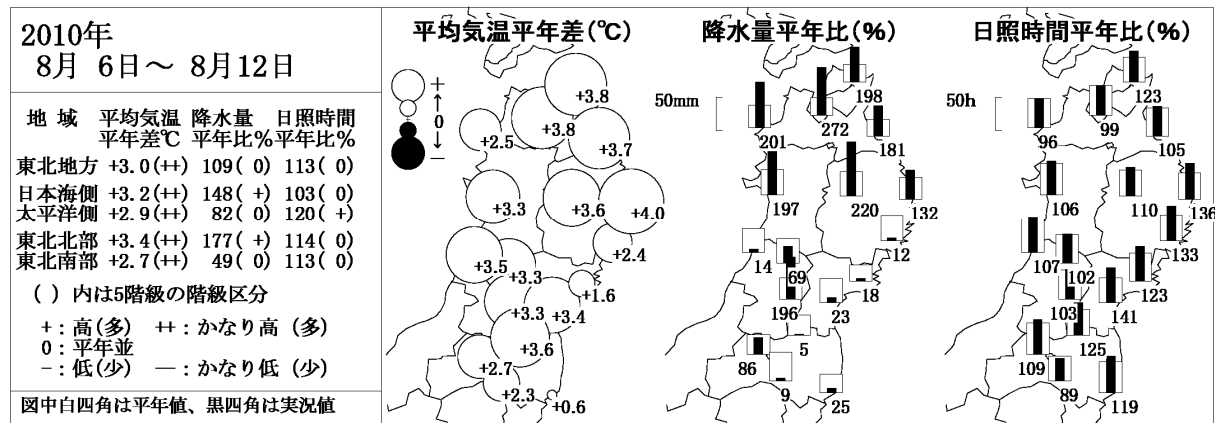 2010年
8月 6日～ 8月12日
地 域 平均気温 降水量 日照時間
平年差℃ 平年比% 平年比%
東北地方 +3.0(++) 109( 0) 113( 0)
日本海側 +3.2(++) 148( +) 103( 0)
太平洋側 +2.9(++) 82( 0) 120( +)
東北北部 +3.4(++) 177( +) 114( 0)
東北南部 +2.7(++) 49( 0) 113( 0)
( ) 内は5階級の階級区分
+：高(多) ++：かなり高 (多)
0：平年並
-：低(少) --：かなり低 (少)
図中白四角は平年値、黒四角は実況値
平均気温平年差(℃)
+
↑
0
↓
-
+3.8
+3.8
+2.5
+3.7
+3.3
+3.6
+4.0
+2.4
+3.5
+3.3
+1.6
+3.3
+3.4
+3.6
+2.7
+2.3
+0.6
降水量平年比(%)
50mm
198
272
201
181
197
220
132
12
14
69
18
196
23
5
86
9
25
日照時間平年比(%)
50h
123
99
96
105
106
110
136
133
107
102
123
103
141
125
109
89
119